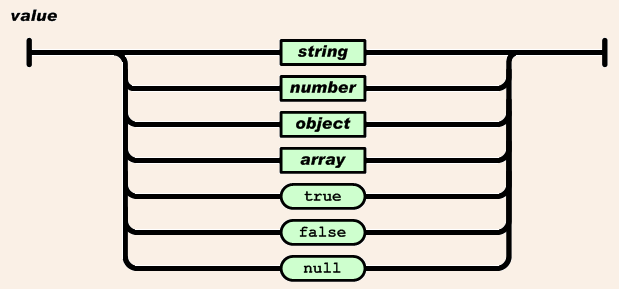 value
string
number
object
array
true
false
null